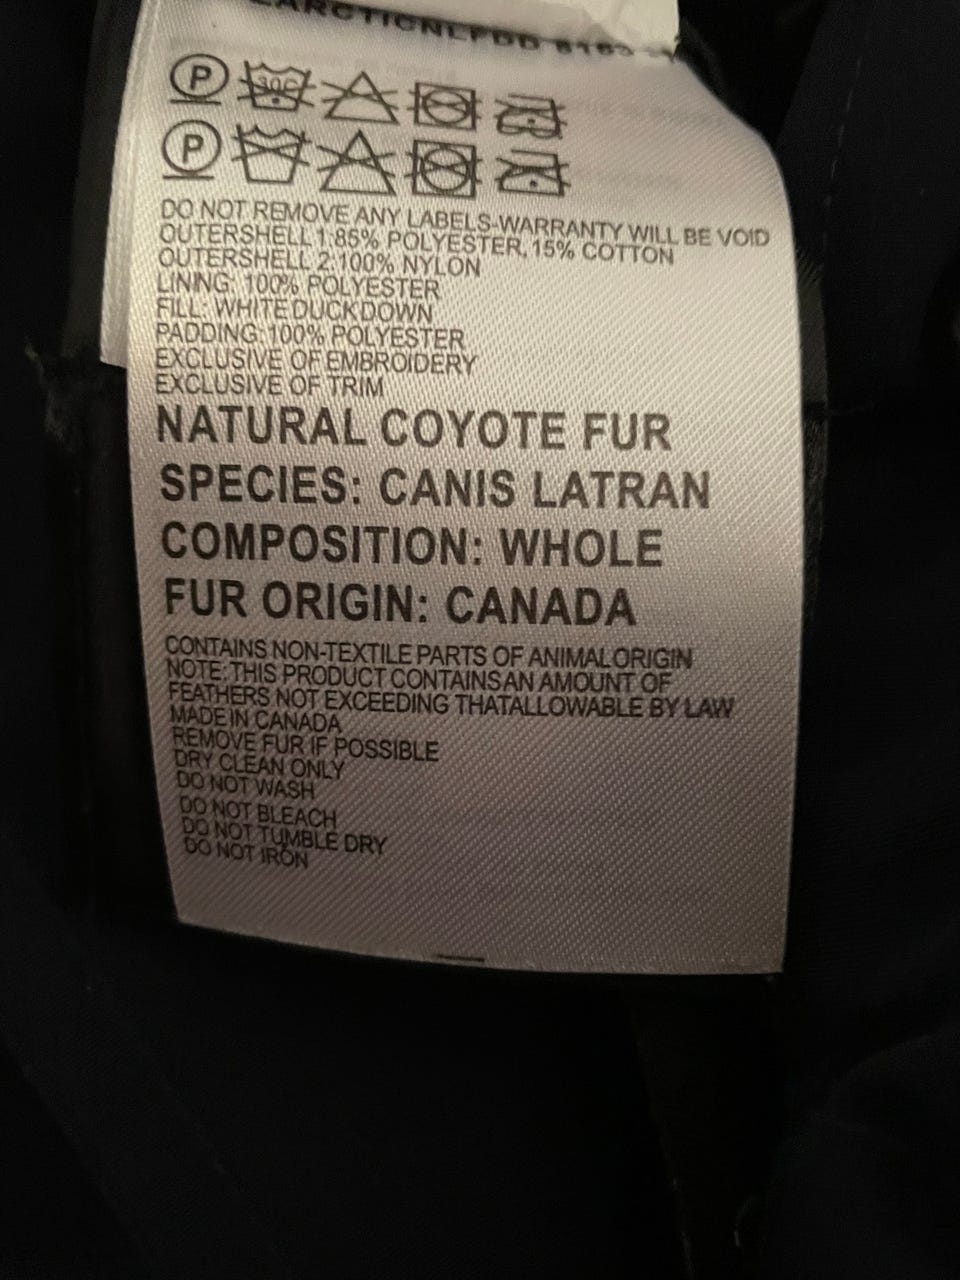 P 30C
P
DO NOT REMOVE ANY LABELS-WARRANTY WILL BE VOID
OUTERSHELL 1:85% POLYESTER, 15% COTTON
OUTERSHELL 2:100% NYLON
LINING: 100% POLYESTER
FILL: WHITE DUCK DOWN
PADDING:100% POLYESTER
EXCLUSIVE OF EMBROIDERY
EXCLUSIVE OF TRIM
NATURAL COYOTE FUR
SPECIES: CANIS LATRAN
COMPOSITION: WHOLE
FUR ORIGIN: CANADA
CONTAINS NON-TEXTILE PARTS OF ANIMAL ORIGIN
NOTE: THIS PRODUCT CONTAINS AN AMOUNT OF
FEATHERS NOT EXCEEDING THAT ALLOWABLE BY LAW
MADE IN CANADA
REMOVE FUR IF POSSIBLE
DRY CLEAN ONLY
DO NOT WASH
DO NOT BLEACH
DO NOT TUMBLE DRY
DO NOT IRON